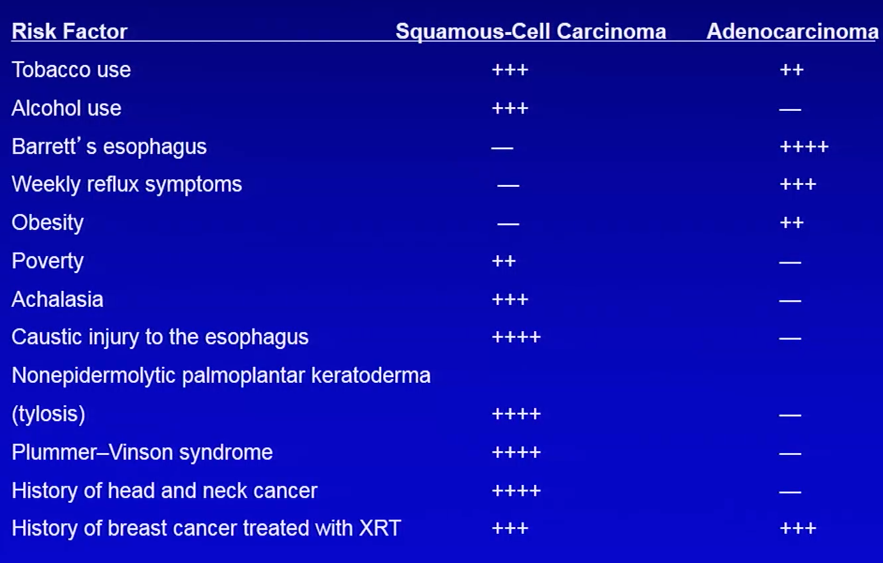 Risk Factor Squamous-Cell Carcinoma Adenocarcinoma
Tobacco use +++ ++
Alcohol use +++ —
Barrett’s esophagus — ++++
Weekly reflux symptoms — +++
Obesity — ++
Poverty ++ —
Achalasia +++ —
Caustic injury to the esophagus ++++ —
Nonepidermolytic palmoplantar keratoderma
(tylosis) ++++ —
Plummer–Vinson syndrome ++++ —
History of head and neck cancer ++++ —
History of breast cancer treated with XRT +++ +++